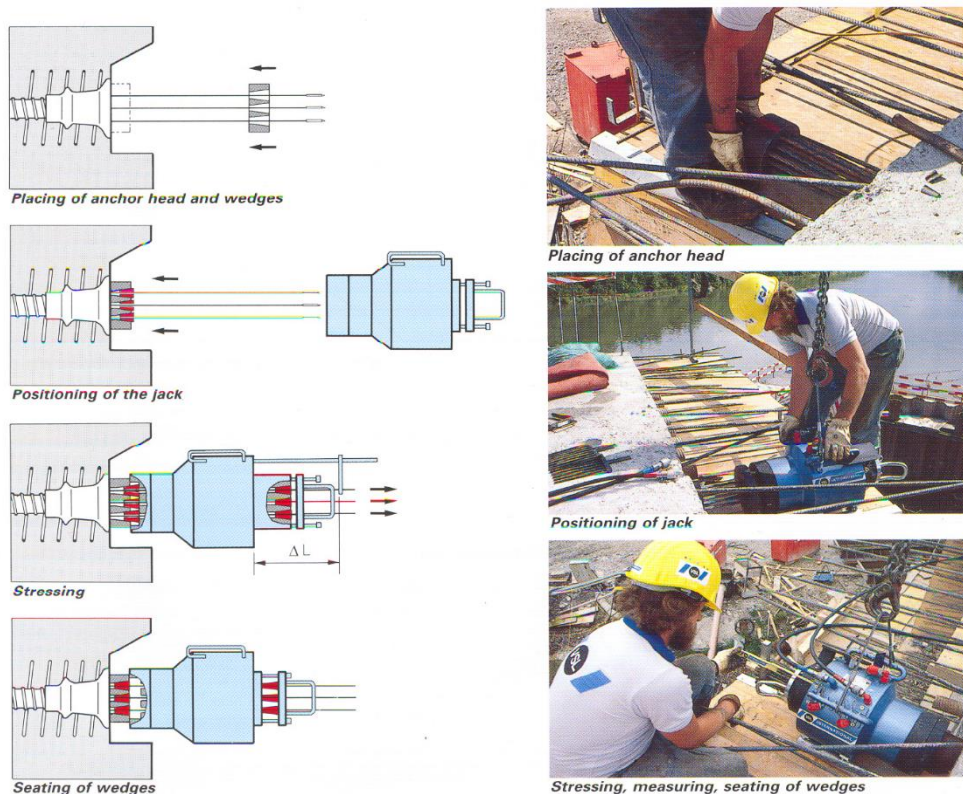 Placing of anchor head and wedges
Positioning of the jack
ΔL
Stressing
Seating of wedges
Placing of anchor head
Positioning of jack
Stressing, measuring, seating of wedges